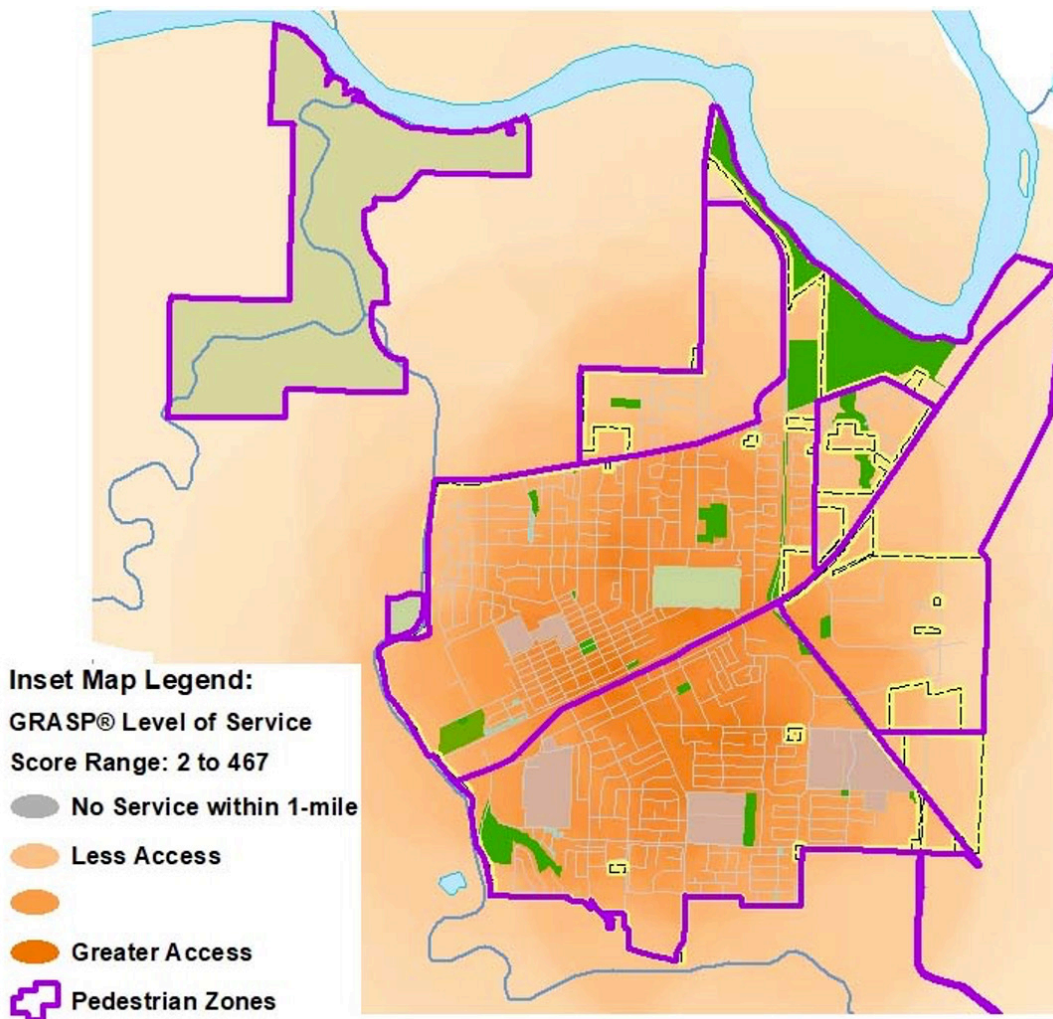 Inset Map Legend:
GRASP® Level of Service
Score Range: 2 to 467
No Service within 1-mile
Less Access
Greater Access
Pedestrian Zones